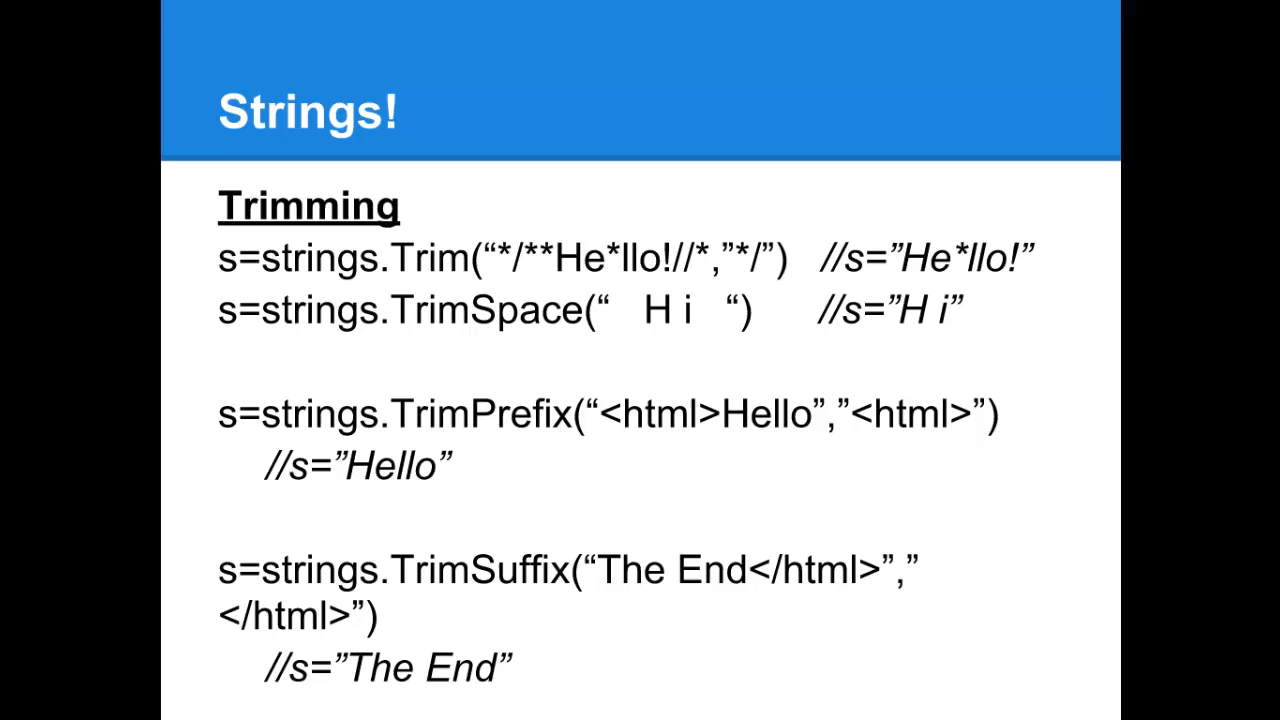 Strings!
Trimming
s=strings.Trim(“*/**He*llo!//*,”*/”) //s=”He*llo!”
s=strings.TrimSpace(“ H i “) //s=”H i”
s=strings.TrimPrefix(“<html>Hello”,”<html>”)
//s=”Hello”
s=strings.TrimSuffix(“The End</html>”,”
</html>”)
//s=”The End”